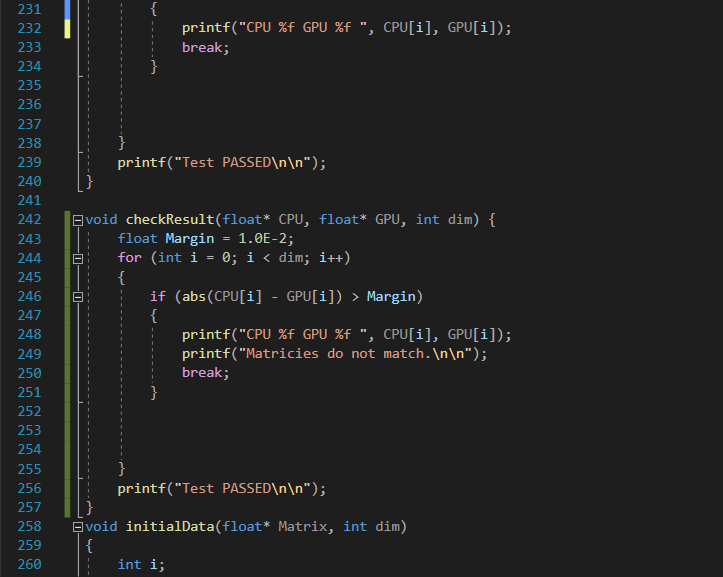 231 {
232 printf("CPU %f GPU %f ", CPU[i], GPU[i]);
233 break;
234 }
235
236
237
238 }
239 printf("Test PASSED\n\n");
240 }
241
242 void checkResult(float* CPU, float* GPU, int dim) {
243 float Margin = 1.0E-2;
244 for (int i = 0; i < dim; i++)
245 {
246 if (abs(CPU[i] - GPU[i]) > Margin)
247 {
248 printf("CPU %f GPU %f ", CPU[i], GPU[i]);
249 printf("Matricies do not match.\n\n");
250 break;
251 }
252
253
254
255 }
256 printf("Test PASSED\n\n");
257 }
258 void initialData(float* Matrix, int dim)
259 {
260 int i;